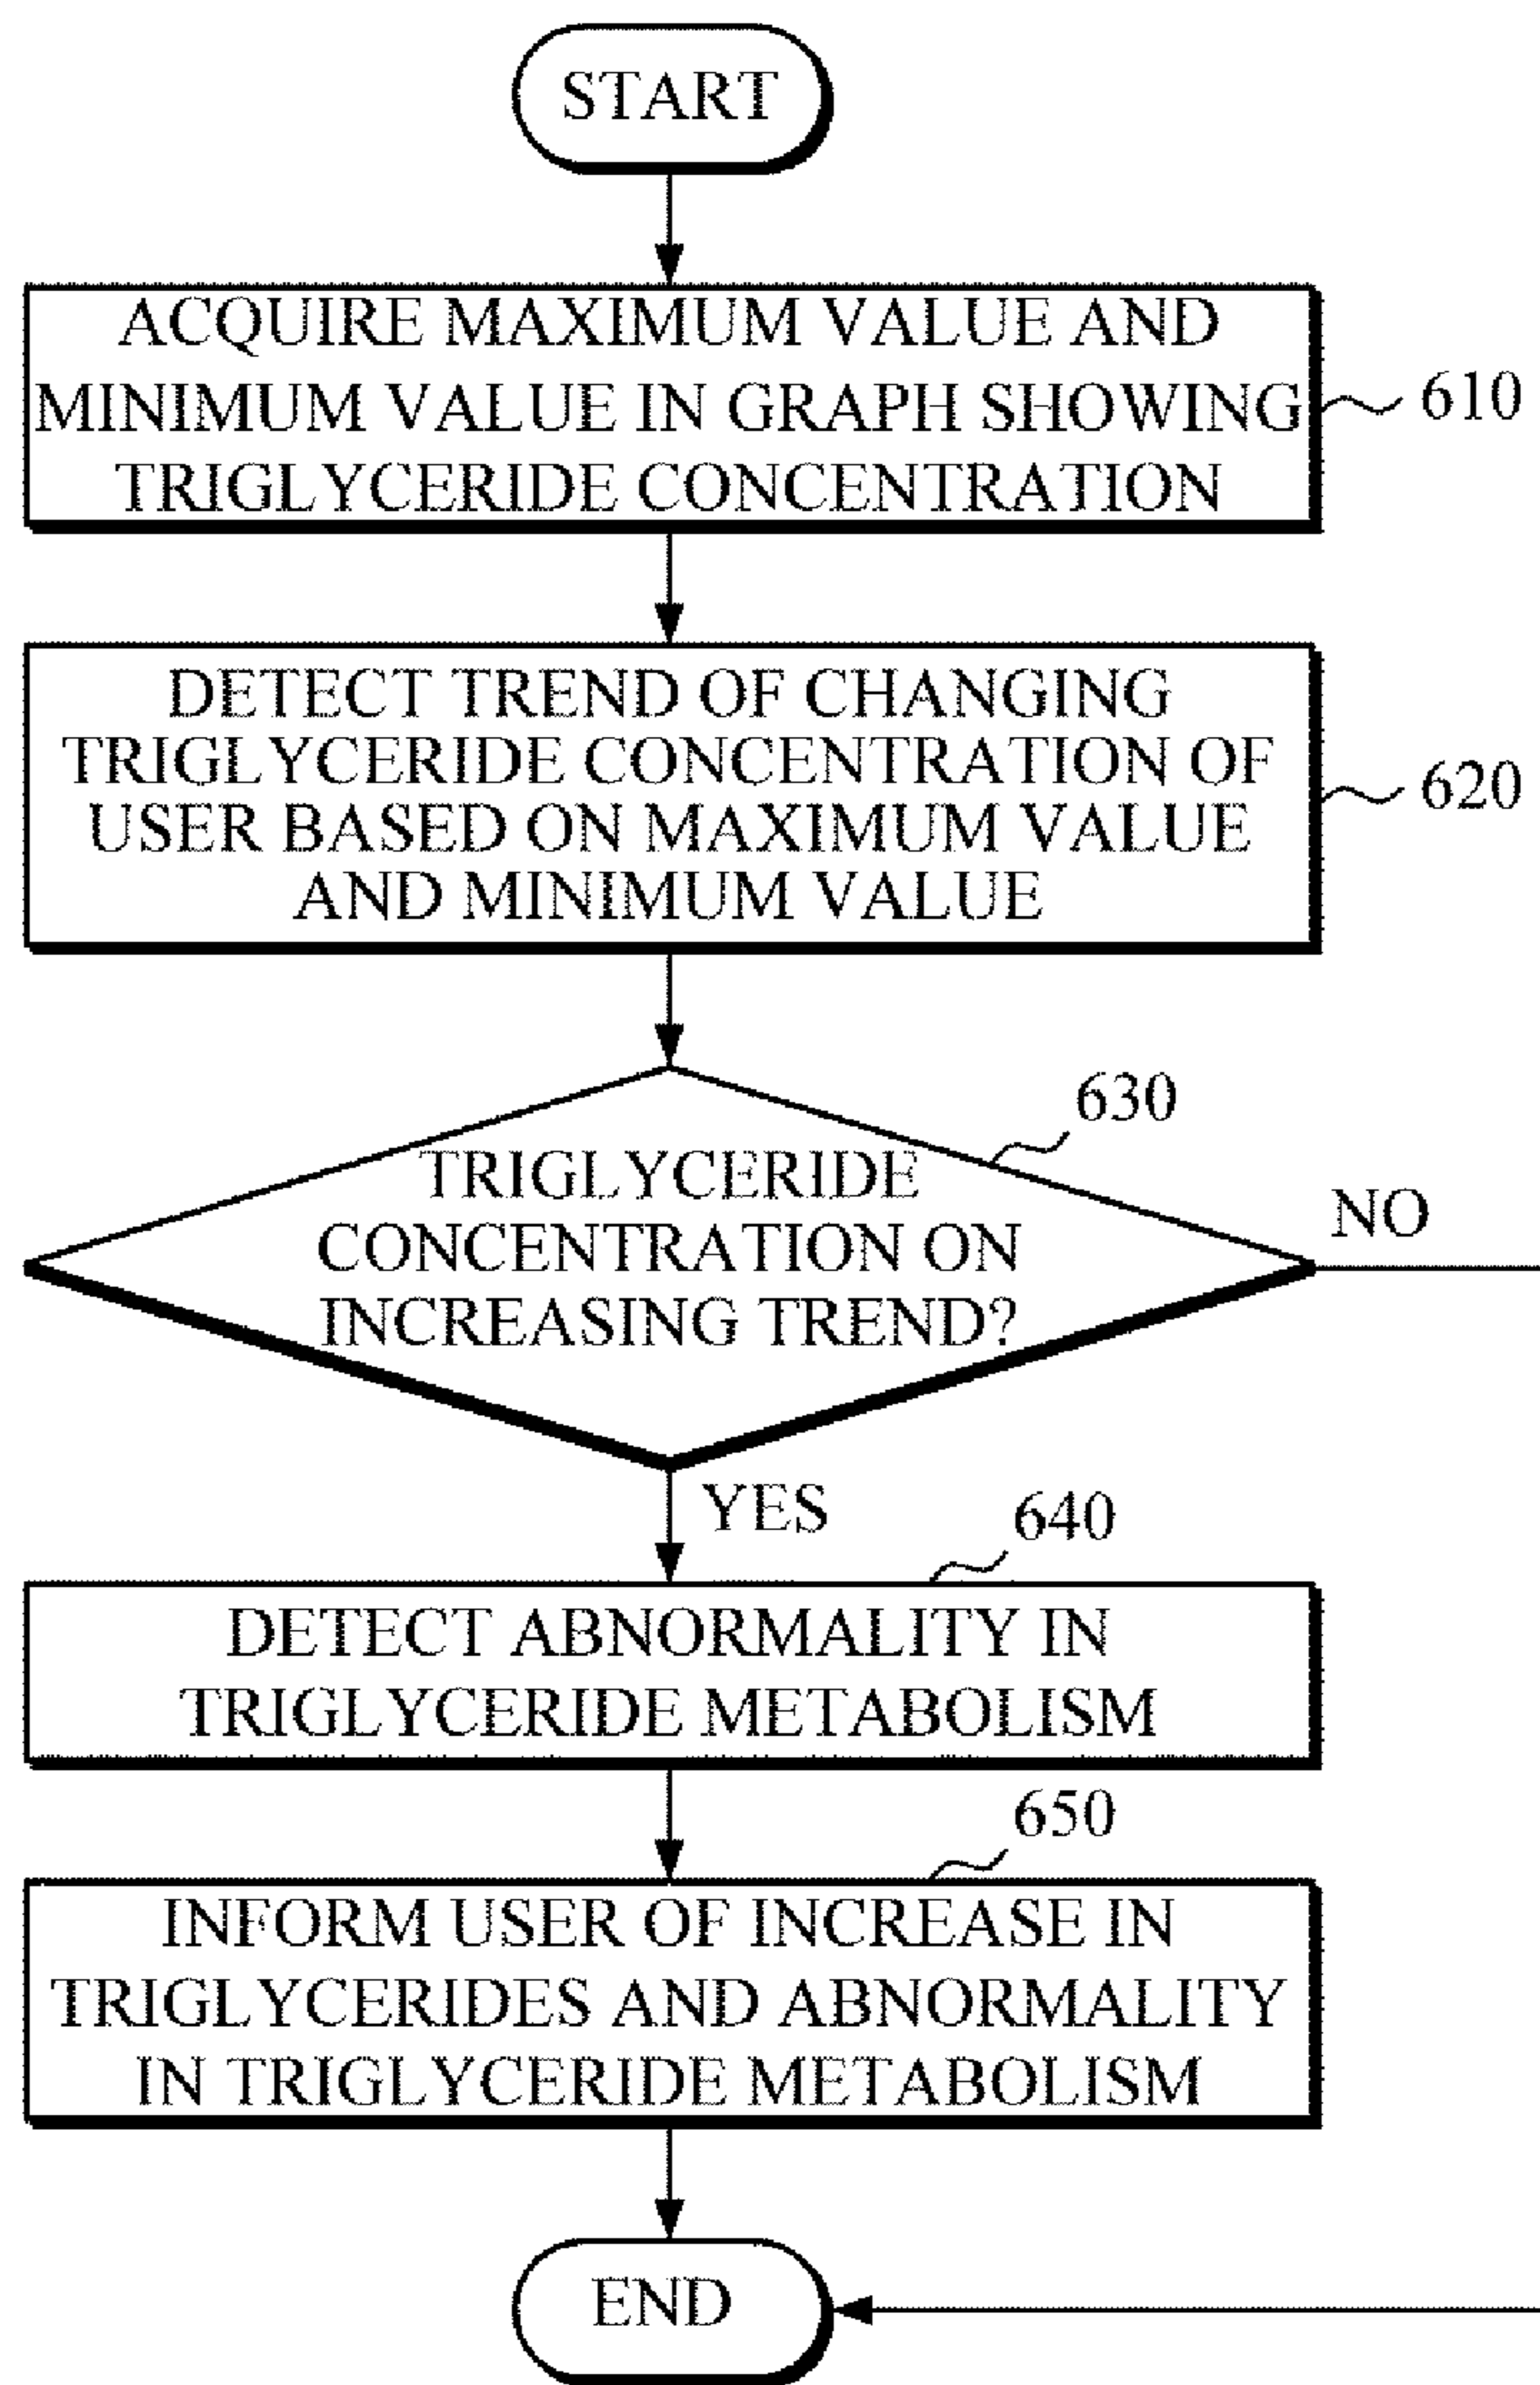 START
ACQUIRE MAXIMUM VALUE AND
MINIMUM VALUE IN GRAPH SHOWING
TRIGLYCERIDE CONCENTRATION
610
DETECT TREND OF CHANGING
TRIGLYCERIDE CONCENTRATION OF
USER BASED ON MAXIMUM VALUE
AND MINIMUM VALUE
620
630
TRIGLYCERIDE
CONCENTRATION ON
INCREASING TREND?
NO
YES
640
DETECT ABNORMALITY IN
TRIGLYCERIDE METABOLISM
650
INFORM USER OF INCREASE IN
TRIGLYCERIDES AND ABNORMALITY
IN TRIGLYCERIDE METABOLISM
END